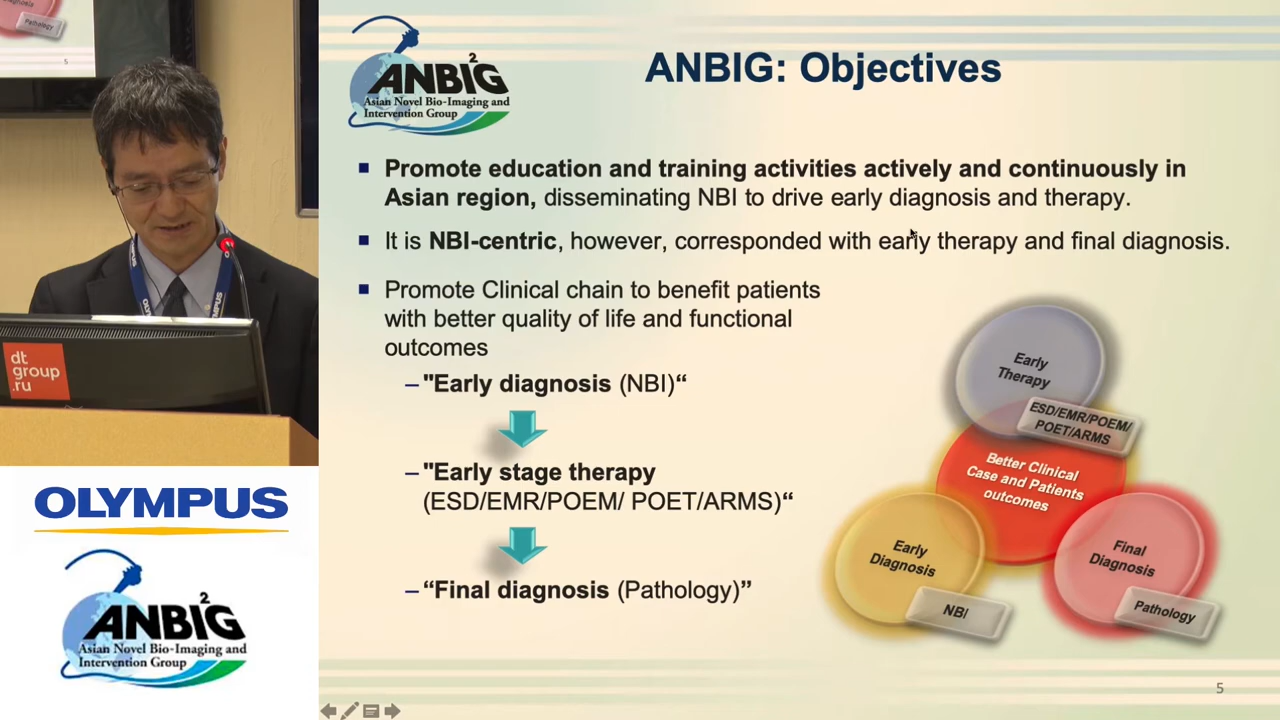 Diagnosis
Pathology
5
OLYMPUS
dt
group
.ru
OLYMPUS
ANBIG2
Asian Novel Bio-Imaging and
Intervention Group
ANBIG2
Asian Novel Bio-Imaging and
Intervention Group
ANBIG: Objectives
▪ Promote education and training activities actively and continuously in
Asian region, disseminating NBI to drive early diagnosis and therapy.
▪ It is NBI-centric, however, corresponded with early therapy and final diagnosis.
▪ Promote Clinical chain to benefit patients
with better quality of life and functional
outcomes
–"Early diagnosis (NBI)“
–"Early stage therapy
(ESD/EMR/POEM/ POET/ARMS)“
–“Final diagnosis (Pathology)”
Early
Therapy
ESD/EMR/POEM/
POET/ARMS
Better Clinical
Case and Patients
outcomes
Early
Diagnosis
NBI
Final
Diagnosis
Pathology
5